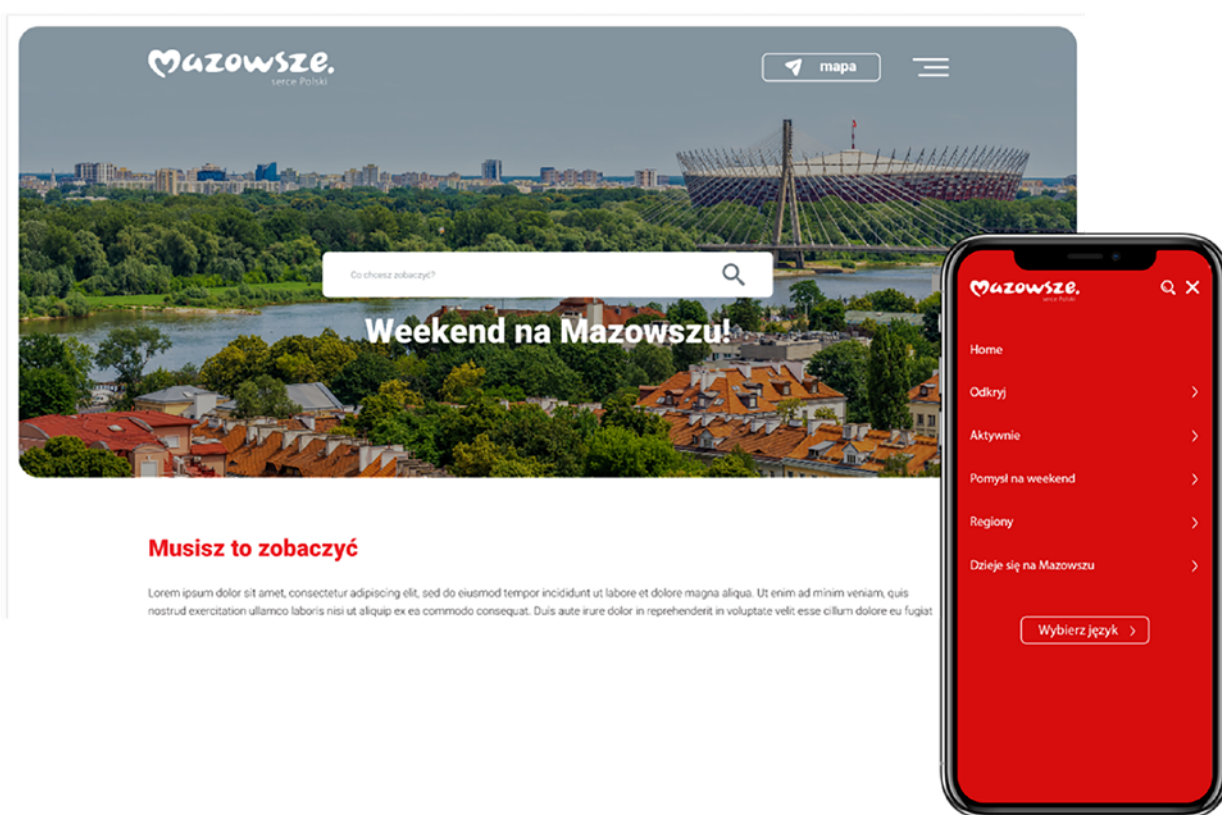 Mazowsze.
serce Polski
mapa
Co chcesz zobaczyć?
Weekend na Mazowszu!
Musisz to zobaczyć
Lorem ipsum dolor sit amet, consectetur adipiscing elit, sed do eiusmod tempor incididunt ut labore et dolore magna aliqua. Ut enim ad minim veniam, quis
nostrud exercitation ullamco laboris nisi ut aliquip ex ea commodo consequat. Duis aute irure dolor in reprehenderit in voluptate velit esse cillum dolore eu fugiat
Mazowsze.
serce Polski
Home
Odkryj
Aktywnie
Pomysł na weekend
Regiony
Dzieje się na Mazowszu
Wybierz język